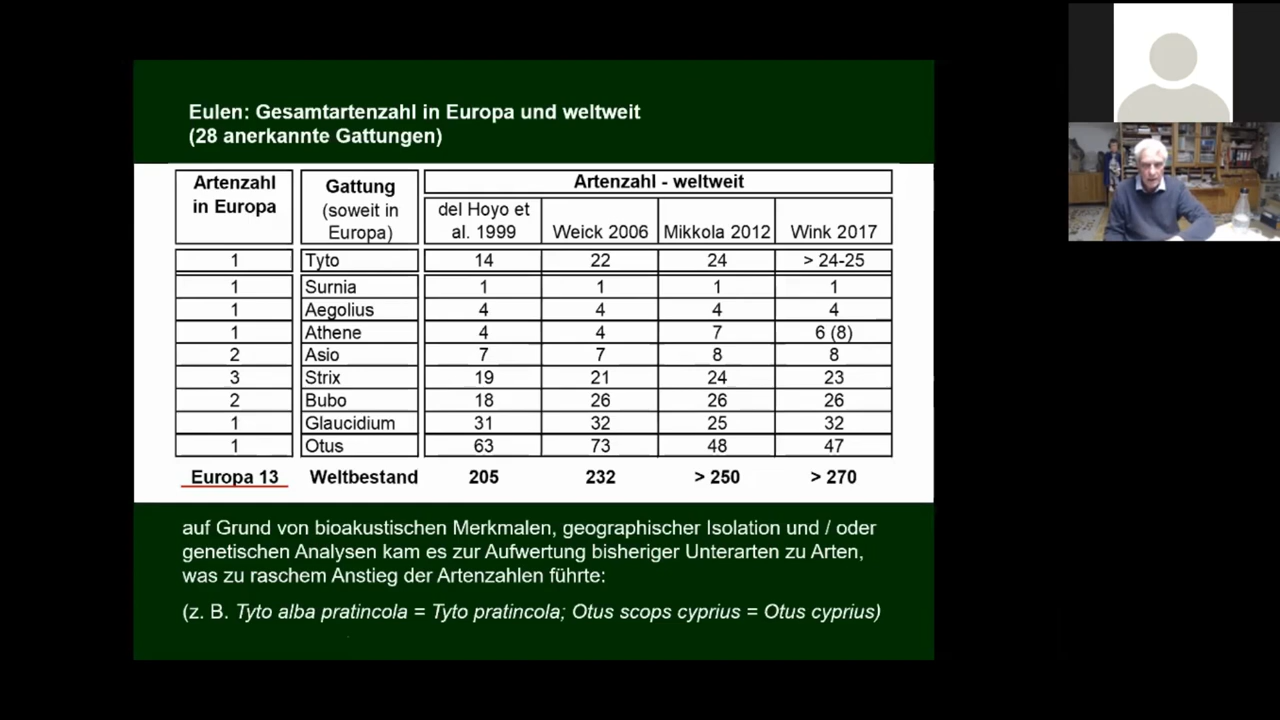 Eulen: Gesamtartenzahl in Europa und weltweit
(28 anerkannte Gattungen)
Artenzahl in Europa Gattung (soweit in Europa) Artenzahl - weltweit
del Hoyo et al. 1999 Weick 2006 Mikkola 2012 Wink 2017
1 Tyto 14 22 24 > 24-25
1 Surnia 1 1 1 1
1 Aegolius 4 4 4 4
1 Athene 4 4 7 6 (8)
2 Asio 7 7 8 8
3 Strix 19 21 24 23
2 Bubo 18 26 26 26
1 Glaucidium 31 32 25 32
1 Otus 63 73 48 47
Europa 13 Weltbestand 205 232 > 250 > 270
auf Grund von bioakustischen Merkmalen, geographischer Isolation und / oder
genetischen Analysen kam es zur Aufwertung bisheriger Unterarten zu Arten,
was zu raschem Anstieg der Artenzahlen führte:
(z. B. Tyto alba pratincola = Tyto pratincola; Otus scops cyprius = Otus cyprius)